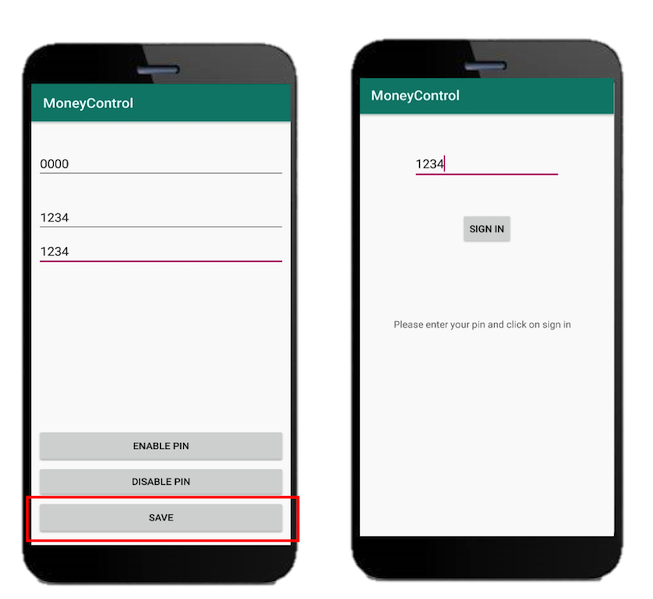 MoneyControl
0000
1234
1234
ENABLE PIN
DISABLE PIN
SAVE
MoneyControl
1234
SIGN IN
Please enter your pin and click on sign in